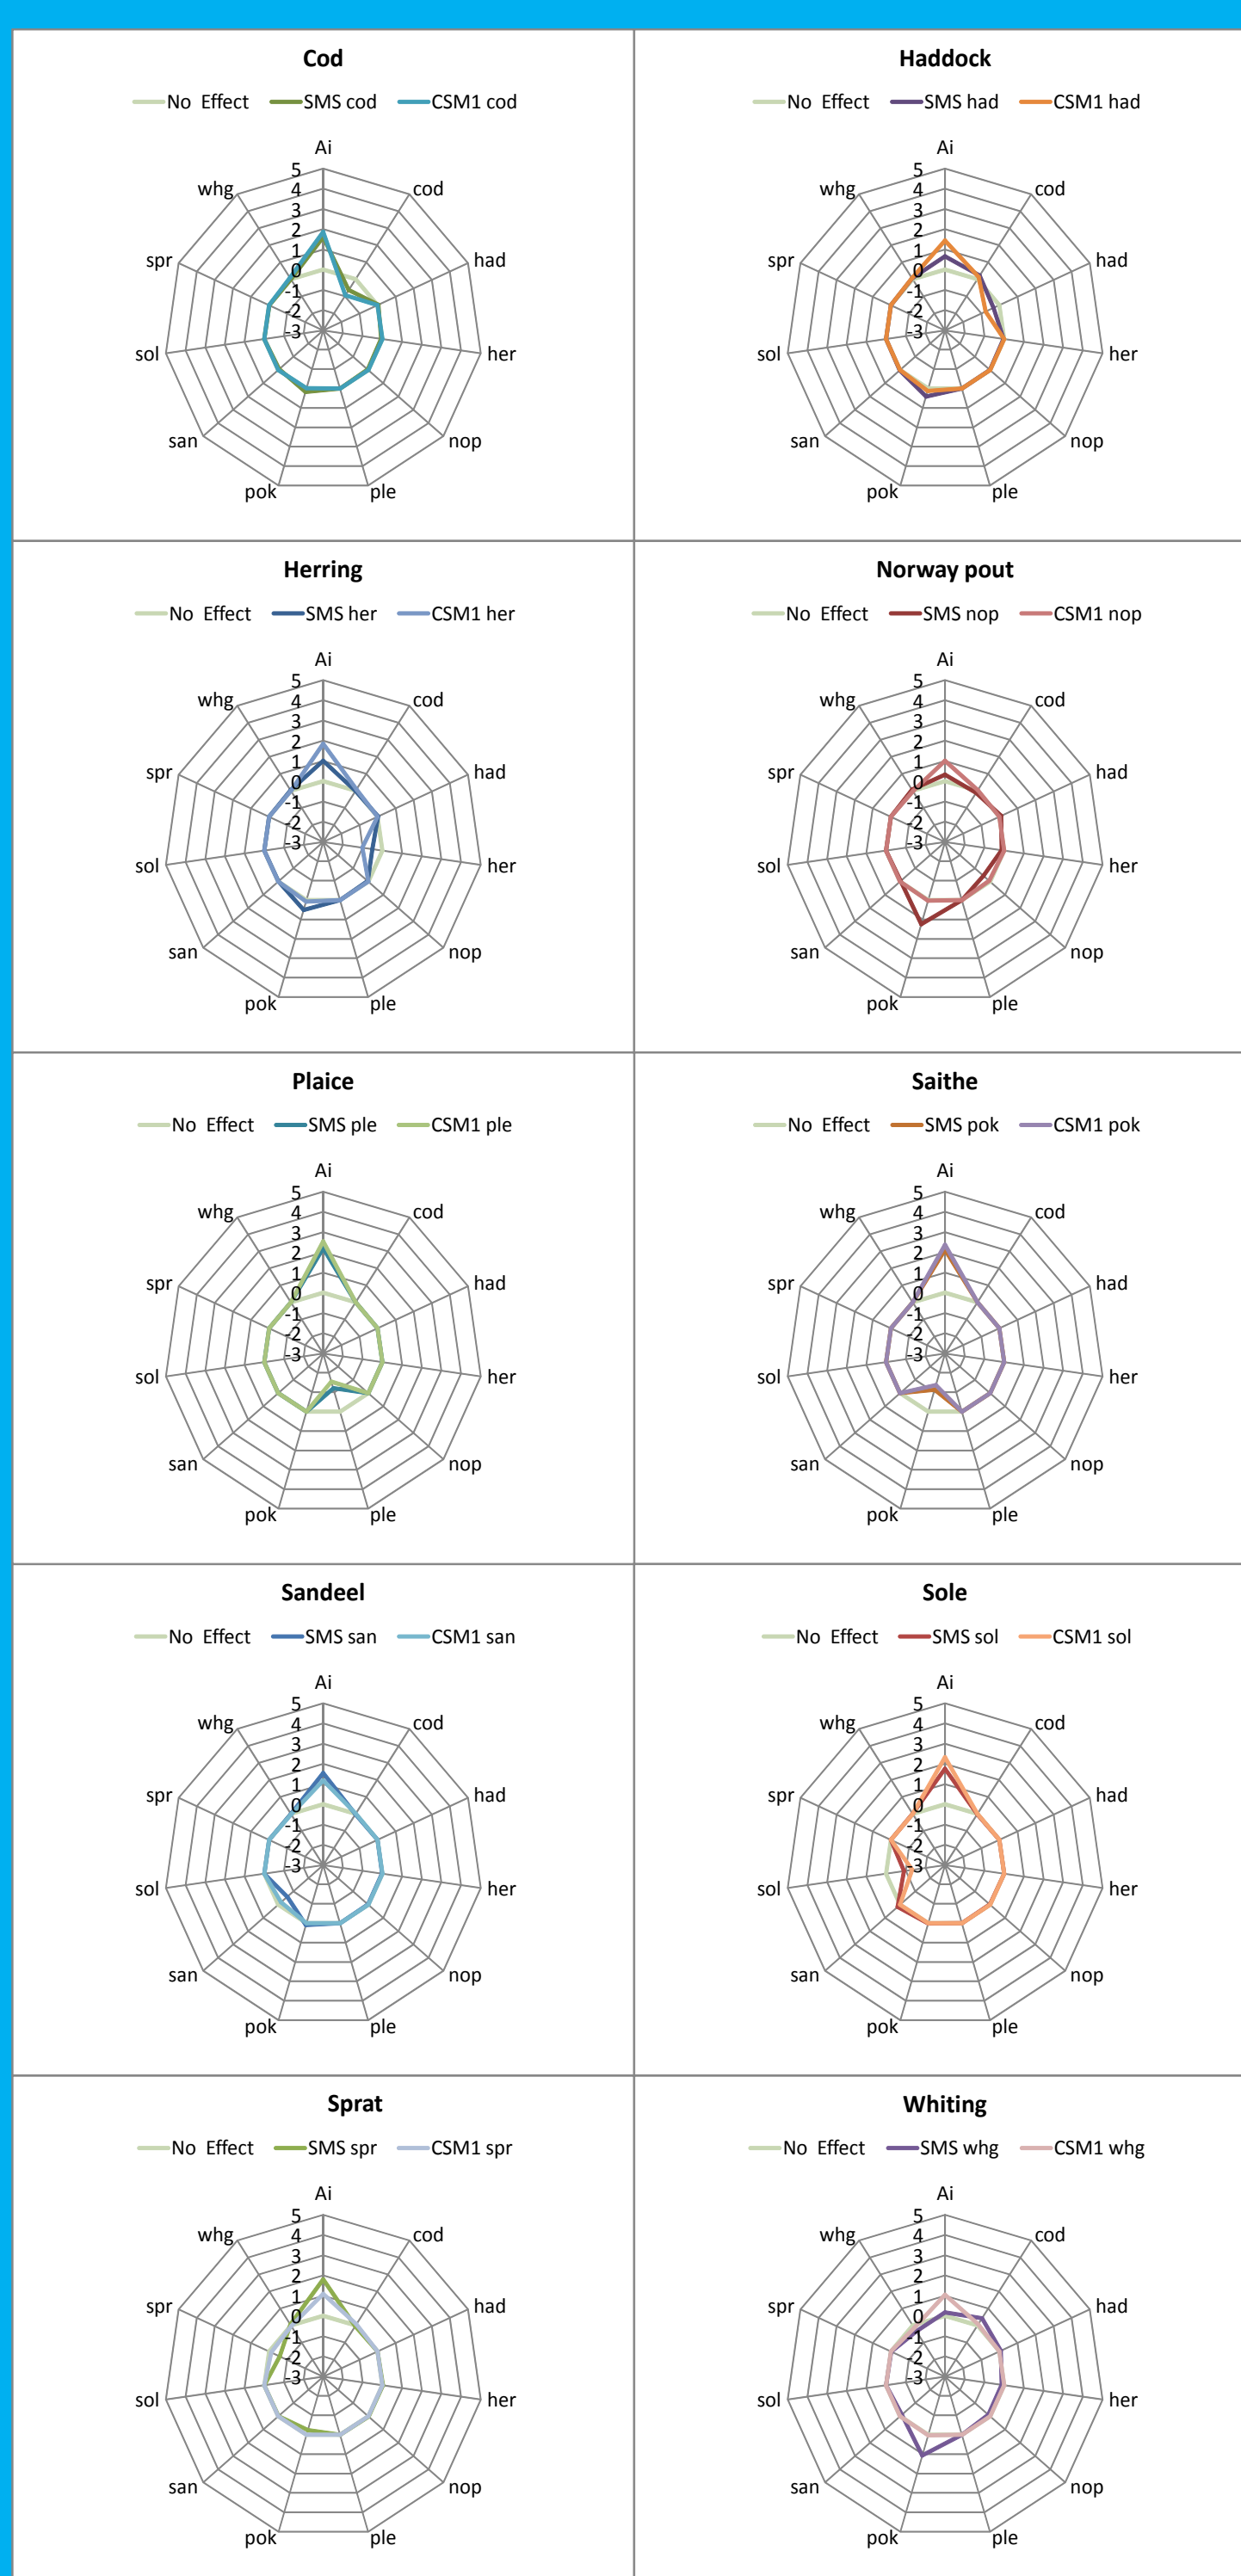 Cod
No Effect SMS cod CSM1 cod
Ai
5
4
3
2
1
0
-1
-2
-3
cod
had
her
nop
ple
pok
san
sol
spr
whg
Haddock
No Effect SMS had CSM1 had
Ai
5
4
3
2
1
0
-1
-2
-3
cod
had
her
nop
ple
pok
san
sol
spr
whg
Herring
No Effect SMS her CSM1 her
Ai
5
4
3
2
1
0
-1
-2
-3
cod
had
her
nop
ple
pok
san
sol
spr
whg
Norway pout
No Effect SMS nop CSM1 nop
Ai
5
4
3
2
1
0
-1
-2
-3
cod
had
her
nop
ple
pok
san
sol
spr
whg
Plaice
No Effect SMS ple CSM1 ple
Ai
5
4
3
2
1
0
-1
-2
-3
cod
had
her
nop
ple
pok
san
sol
spr
whg
Saithe
No Effect SMS pok CSM1 pok
Ai
5
4
3
2
1
0
-1
-2
-3
cod
had
her
nop
ple
pok
san
sol
spr
whg
Sandeel
No Effect SMS san CSM1 san
Ai
5
4
3
2
1
0
-1
-2
-3
cod
had
her
nop
ple
pok
san
sol
spr
whg
Sole
No Effect SMS sol CSM1 sol
Ai
5
4
3
2
1
0
-1
-2
-3
cod
had
her
nop
ple
pok
san
sol
spr
whg
Sprat
No Effect SMS spr CSM1 spr
Ai
5
4
3
2
1
0
-1
-2
-3
cod
had
her
nop
ple
pok
san
sol
spr
whg
Whiting
No Effect SMS whg CSM1 whg
Ai
5
4
3
2
1
0
-1
-2
-3
cod
had
her
nop
ple
pok
san
sol
spr
whg